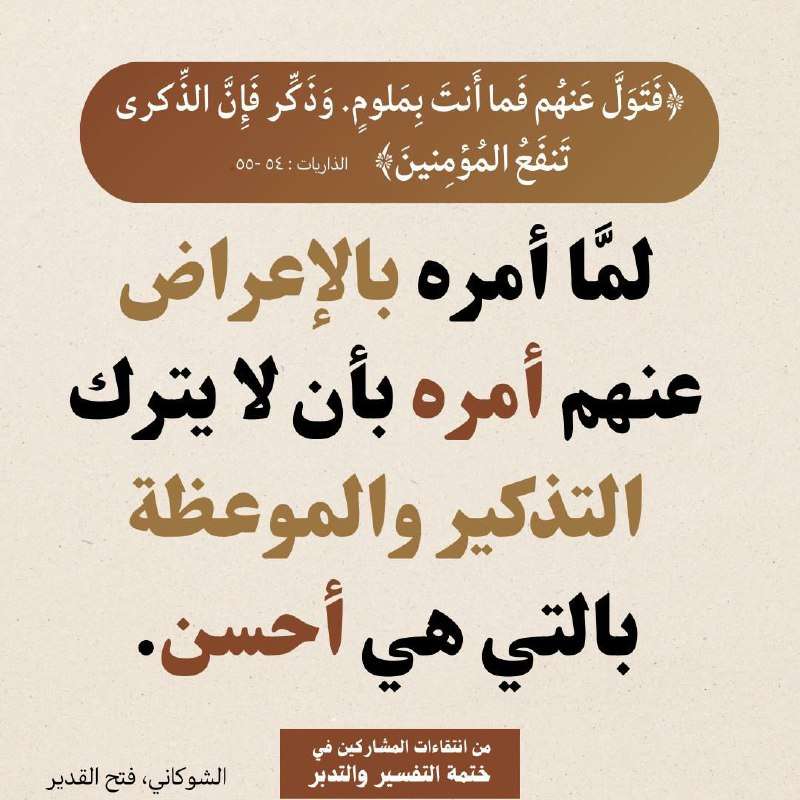 ﴿فَتَوَلَّ عَنهُم فَما أَنتَ بِمَلومٍ. وَذَكِّر فَإِنَّ الذِّكرى
تَنفَعُ المُؤمِنينَ﴾ الذاريات : ٥٤ -٥٥
لمَّا أمره بالإعراض
عنهم أمره بأن لا يترك
التذكير والموعظة
بالتي هي أحسن.
من انتقاءات المشاركين في
ختمة التفسير والتدبر
الشوكاني، فتح القدير